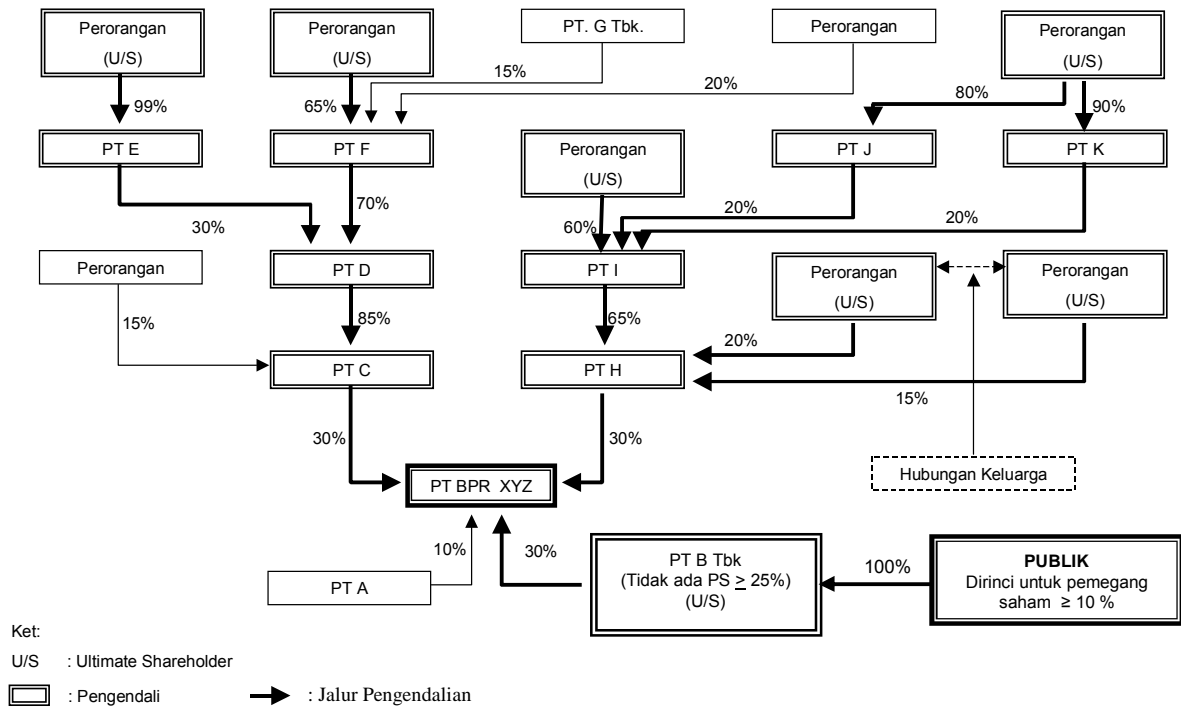 Perorangan
(U/S)
Perorangan
(U/S)
PT. G Tbk.
Perorangan
Perorangan
(U/S)
99%
65%
15%
20%
80%
90%
PT E
PT F
Perorangan
(U/S)
PT J
PT K
30%
70%
60%
20%
20%
Perorangan
PT D
PT I
Perorangan
(U/S)
Perorangan
(U/S)
15%
85%
65%
20%
PT C
PT H
15%
30%
30%
Hubungan Keluarga
PT BPR XYZ
10%
30%
PT A
PT B Tbk
(Tidak ada PS ≥ 25%)
(U/S)
100%
PUBLIK
Dirinci untuk pemegang
saham ≥ 10 %
Ket:
U/S : Ultimate Shareholder
: Pengendali
: Jalur Pengendalian